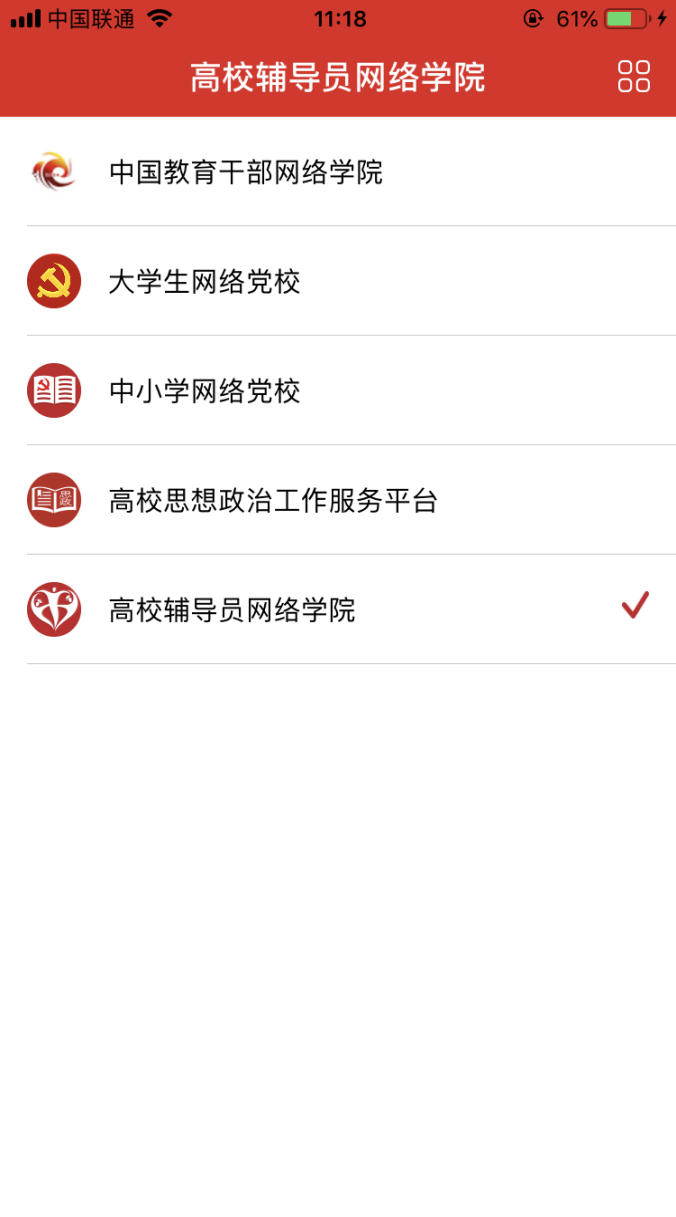 中国联通 11:18 61%
高校辅导员网络学院
中国教育干部网络学院
大学生网络党校
中小学网络党校
高校思想政治工作服务平台
高校辅导员网络学院